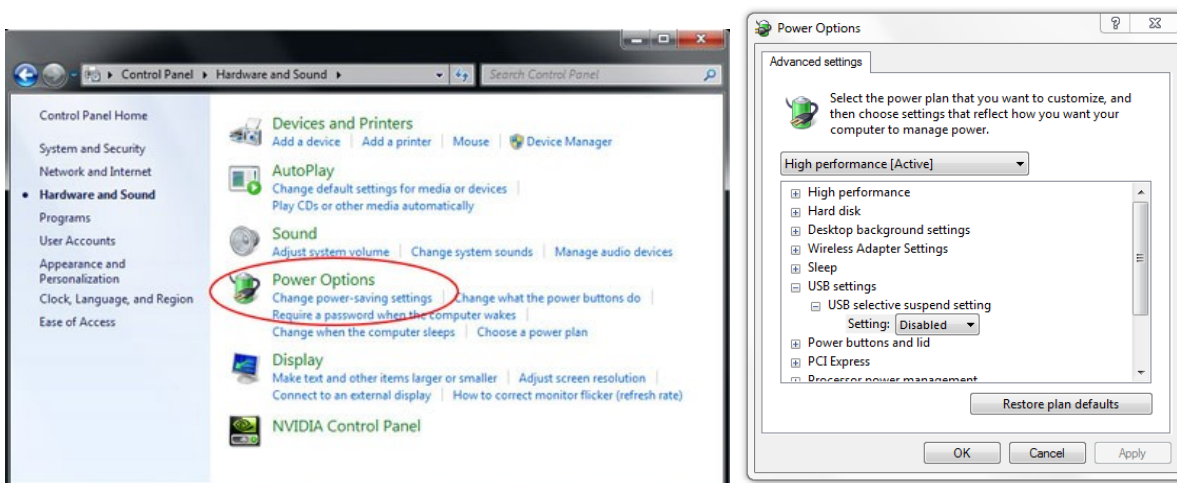 Control Panel ▸ Hardware and Sound ▸
Search Control Panel
Control Panel Home
System and Security
Network and Internet
Hardware and Sound
Programs
User Accounts
Appearance and
Personalization
Clock, Language, and Region
Ease of Access
Devices and Printers
Add a device | Add a printer | Mouse | Device Manager
AutoPlay
Change default settings for media or devices |
Play CDs or other media automatically
Sound
Adjust system volume | Change system sounds | Manage audio devices
Power Options
Change power-saving settings | Change what the power buttons do |
Require a password when the computer wakes |
Change when the computer sleeps | Choose a power plan
Display
Make text and other items larger or smaller | Adjust screen resolution |
Connect to an external display | How to correct monitor flicker (refresh rate)
NVIDIA Control Panel
Power Options
Advanced settings
Select the power plan that you want to customize, and
then choose settings that reflect how you want your
computer to manage power.
High performance [Active]
High performance
Hard disk
Desktop background settings
Wireless Adapter Settings
Sleep
USB settings
USB selective suspend setting
Setting: Disabled
Power buttons and lid
PCI Express
Processor power management
Restore plan defaults
OK Cancel Apply